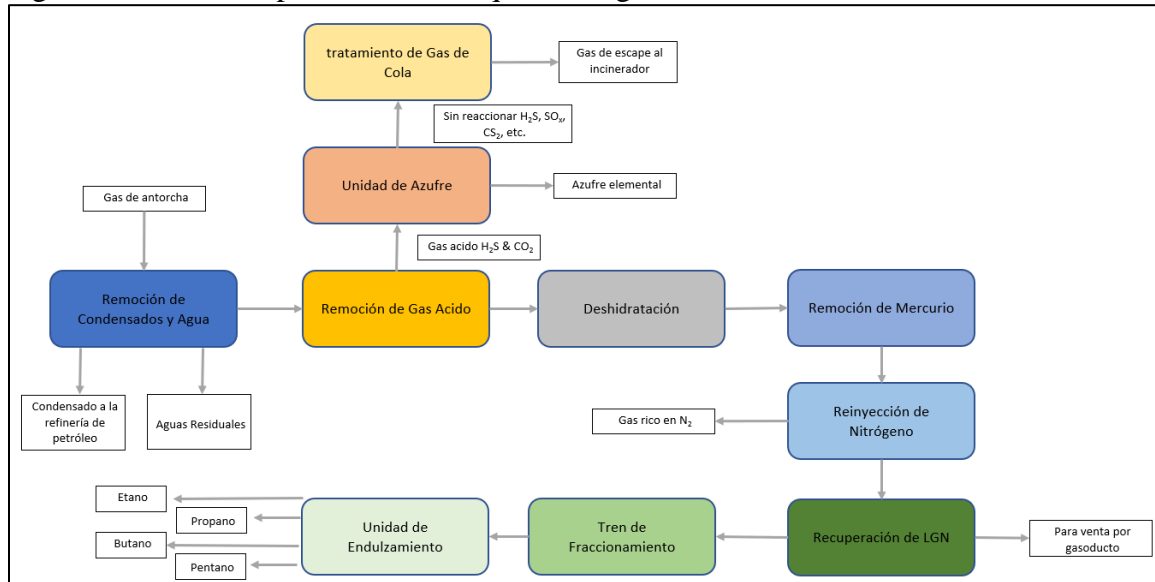 tratamiento de Gas de
Cola
Gas de escape al
incinerador
Sin reaccionar H₂S, SOₓ,
CS₂, etc.
Unidad de Azufre
Azufre elemental
Gas de antorcha
Gas acido H₂S & CO₂
Remoción de
Condensados y Agua
Remoción de Gas Acido
Deshidratación
Remoción de Mercurio
Condensado a la
refinería de
petróleo
Aguas Residuales
Gas rico en N₂
Reinyección de
Nitrógeno
Etano
Propano
Butano
Pentano
Unidad de
Endulzamiento
Tren de
Fraccionamiento
Recuperación de LGN
Para venta por
gasoducto